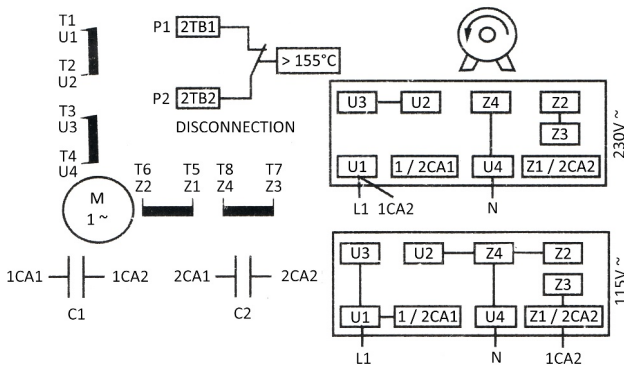 T1
U1
T2
U2
T3
U3
T4
U4
M
1 ~
P1 2TB1
> 155°C
P2 2TB2
DISCONNECTION
T6 T5 T8 T7
Z2 Z1 Z4 Z3
1CA1 1CA2
C1
2CA1 2CA2
C2
U3 U2 Z4 Z2
Z3
U1 1 / 2CA1 U4 Z1 / 2CA2
L1 1CA2 N
230V ~
U3 U2 Z4 Z2
Z3
U1 1 / 2CA1 U4 Z1 / 2CA2
L1 N 1CA2
115V ~